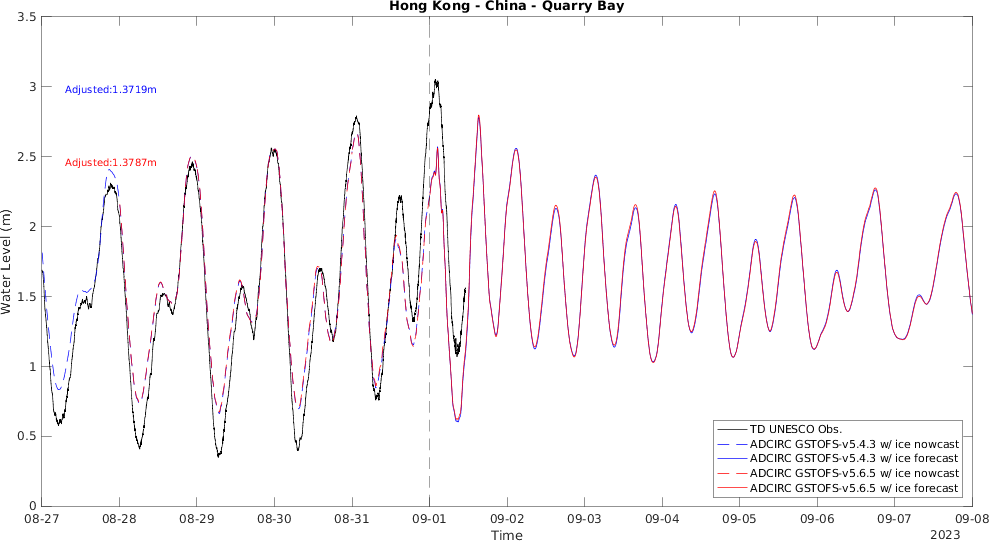 Hong Kong - China - Quarry Bay
3.5
3
2.5
2
1.5
1
0.5
0
Water Level (m)
Adjusted:1.3719m
Adjusted:1.3787m
TD UNESCO Obs.
ADCIRC GSTOFS-v5.4.3 w/ ice nowcast
ADCIRC GSTOFS-v5.4.3 w/ ice forecast
ADCIRC GSTOFS-v5.6.5 w/ ice nowcast
ADCIRC GSTOFS-v5.6.5 w/ ice forecast
08-27 08-28 08-29 08-30 08-31 09-01 09-02 09-03 09-04 09-05 09-06 09-07 09-08
Time
2023